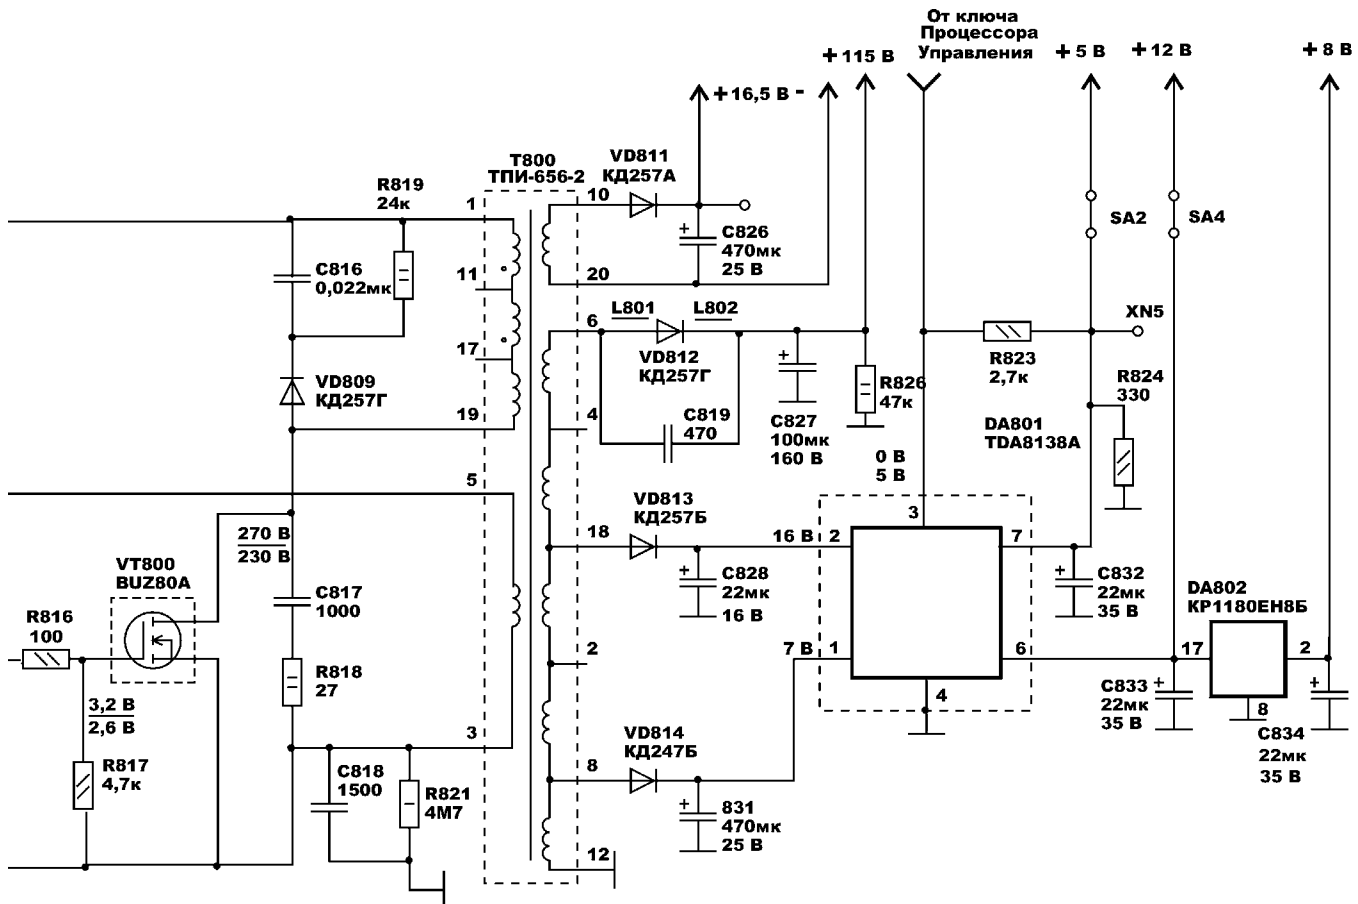 От ключа
Процессора
Управления
+ 115 В
+ 5 В
+ 12 В
+ 8 В
+ 16,5 В -
Т800
ТПИ-656-2
VD811
КД257А
R819
24к
1
10
SA2
SA4
C826
470мк
25 В
C816
0,022мк
11
20
L801
L802
XN5
6
17
VD812
КД257Г
R823
2,7к
R824
330
VD809
КД257Г
R826
47к
19
4
C819
470
C827
100мк
160 В
DA801
TDA8138A
0 В
5 В
5
VD813
КД257Б
3
270 В
230 В
18
16 В
2
7
VT800
BUZ80A
C828
22мк
16 В
C832
22мк
35 В
DA802
КР1180ЕН8Б
C817
1000
R816
100
2
7 В
1
6
17
2
R818
27
4
C833
22мк
35 В
8
3,2 В
2,6 В
3
VD814
КД247Б
C834
22мк
35 В
R817
4,7к
8
C818
1500
R821
4М7
831
470мк
25 В
12